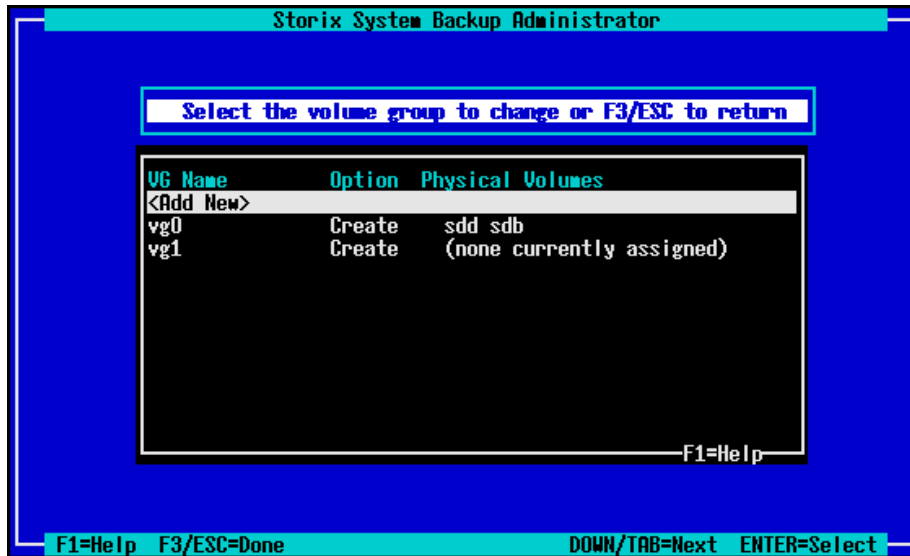 Storix System Backup Administrator
Select the volume group to change or F3/ESC to return
VG Name Option Physical Volumes
<Add New>
vg0 Create sdd sdb
vg1 Create (none currently assigned)
F1=Help
F1=Help F3/ESC=Done DOWN/TAB=Next ENTER=Select